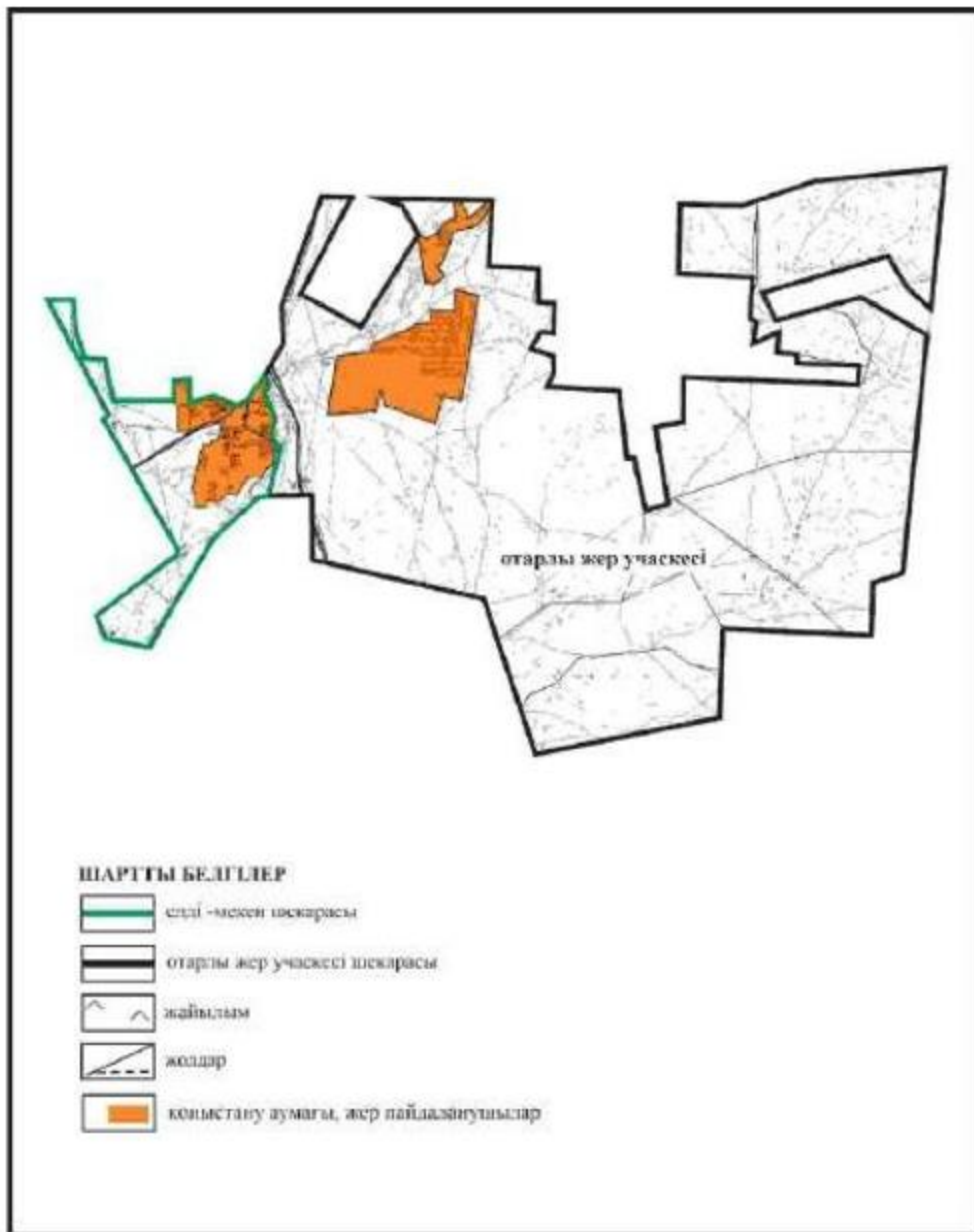 отарлы жер учаскесі
ШАРТТЫ БЕЛГІЛЕР
елді -мекен шекарасы
отарлы жер учаскесі шекарасы
жайылым
жолдар
қоныстану аумағы, жер пайдаланушылар